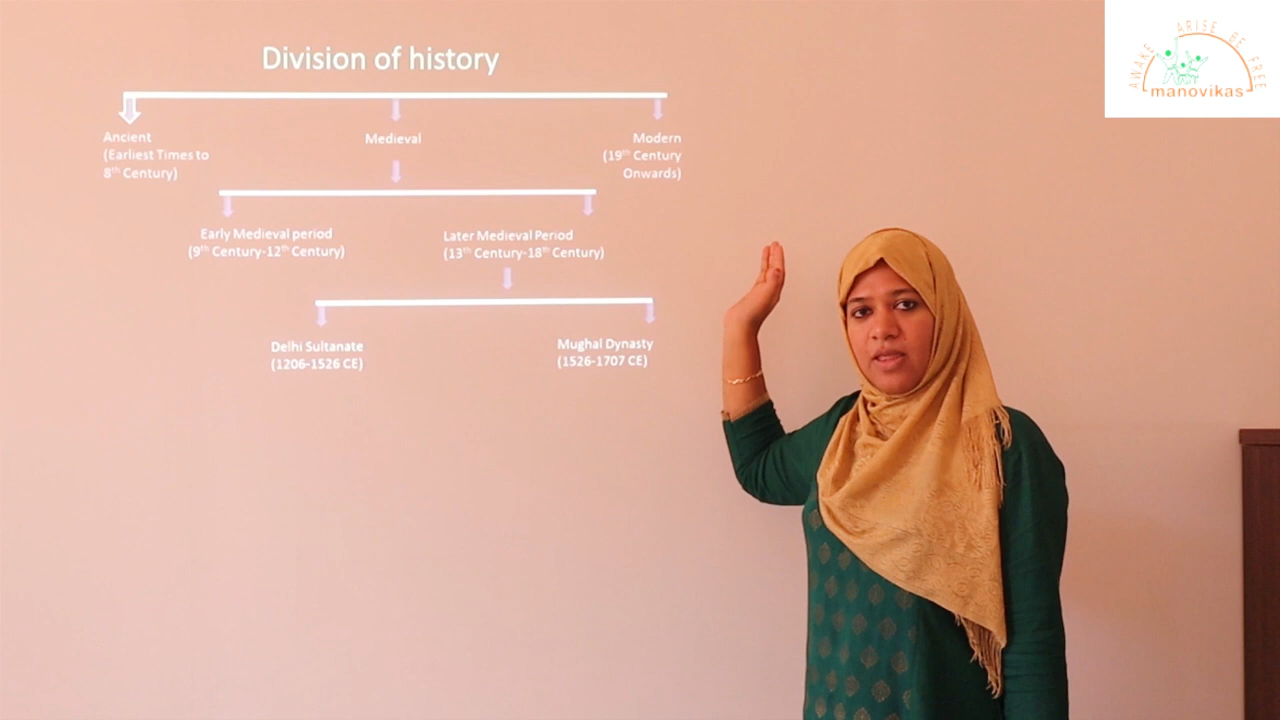 Division of history
Ancient
(Earliest Times to
8th Century)
Medieval
Modern
(19th Century
Onwards)
Early Medieval period
(9th Century-12th Century)
Later Medieval Period
(13th Century-18th Century)
Delhi Sultanate
(1206-1526 CE)
Mughal Dynasty
(1526-1707 CE)
AWAKE ARISE BE FREE
manovikas